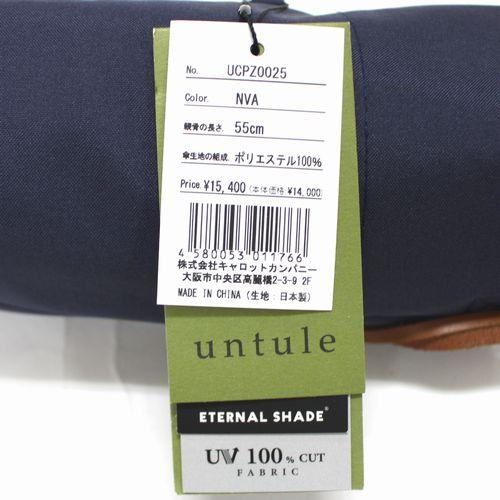 No. UCPZ0025
Color. NVA
親骨の長さ. 55cm
傘生地の組成. ポリエステル100%
Price. ¥15,400 (本体価格 ¥14,000)
4 580053 011766
株式会社キャロットカンパニー
大阪市中央区高麗橋2-3-9 2F
MADE IN CHINA (生地：日本製)
untule
ETERNAL SHADE®
UV 100% CUT
FABRIC